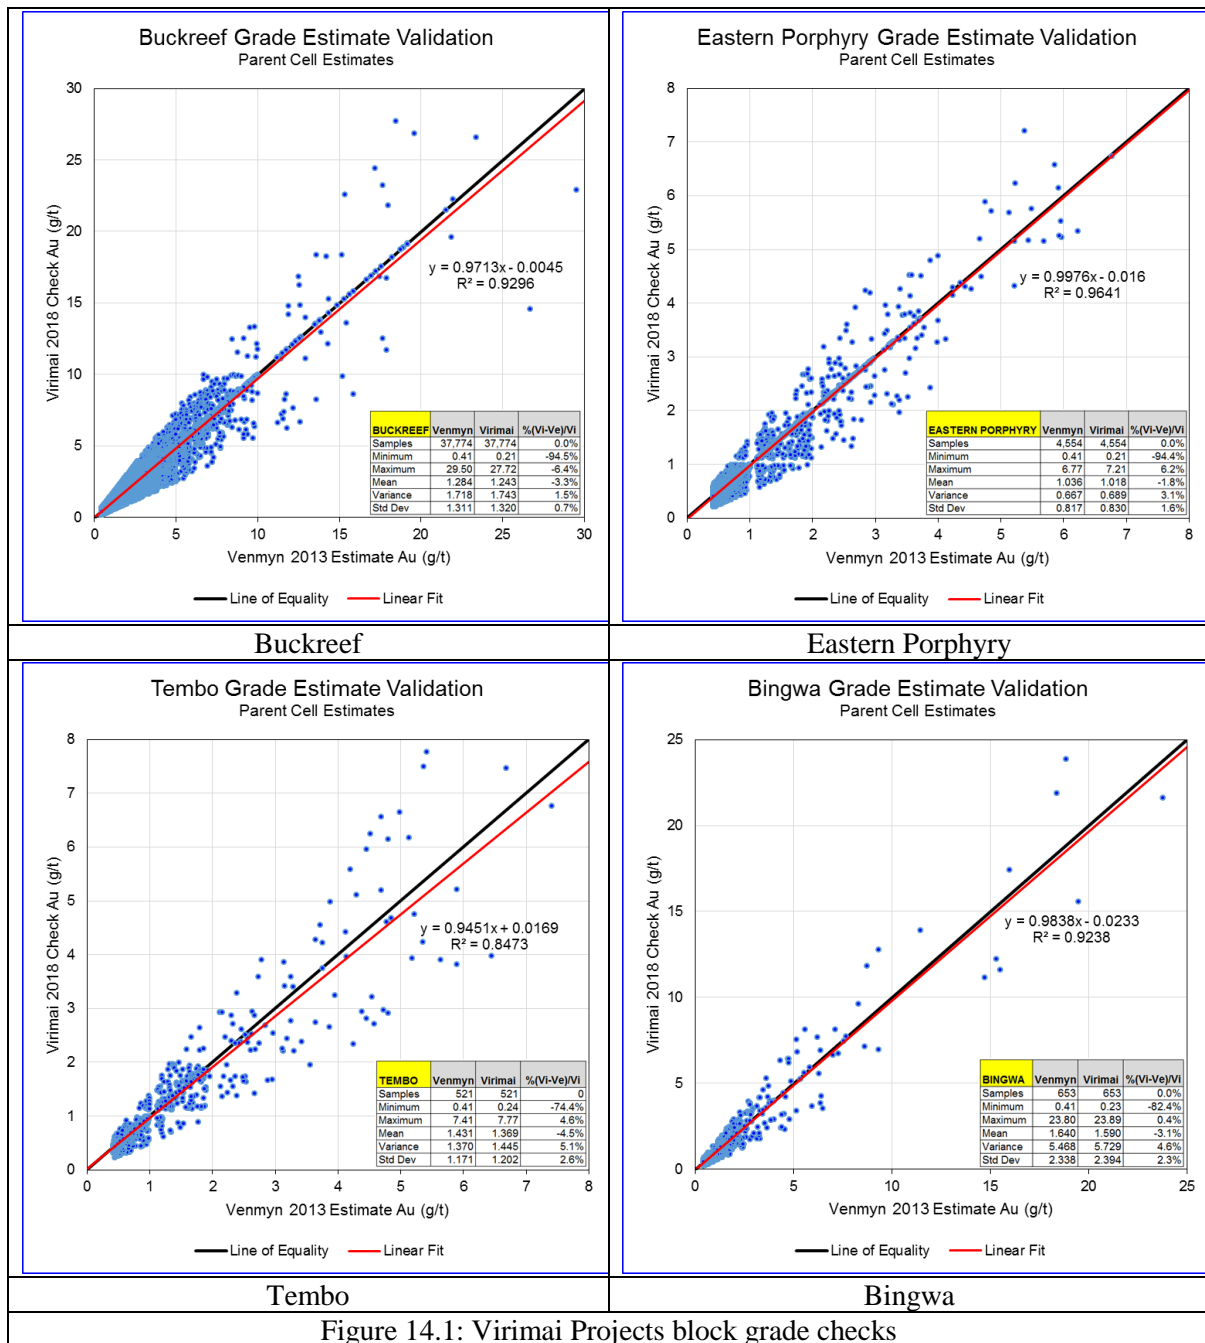 Buckreef Grade Estimate Validation
Parent Cell Estimates
30
25
20
15
10
5
0
Virimai 2018 Check Au (g/t)
y = 0.9713x - 0.0045
R² = 0.9296
BUCKREEF Venmyn Virimai %(Vi-Ve)/Vi
Samples 37,774 37,774 0.0%
Minimum 0.41 0.21 -94.5%
Maximum 29.50 27.72 -6.4%
Mean 1.284 1.243 -3.3%
Variance 1.718 1.743 1.5%
Std Dev 1.311 1.320 0.7%
0 5 10 15 20 25 30
Venmyn 2013 Estimate Au (g/t)
Line of Equality Linear Fit
Buckreef
Eastern Porphyry Grade Estimate Validation
Parent Cell Estimates
8
7
6
5
4
3
2
1
0
Virimai 2018 Check Au (g/t)
y = 0.9976x - 0.016
R² = 0.9641
EASTERN PORPHYRY Venmyn Virimai %(Vi-Ve)/Vi
Samples 4,554 4,554 0.0%
Minimum 0.41 0.21 -94.4%
Maximum 6.77 7.21 6.2%
Mean 1.036 1.018 -1.8%
Variance 0.667 0.689 3.1%
Std Dev 0.817 0.830 1.6%
0 1 2 3 4 5 6 7 8
Venmyn 2013 Estimate Au (g/t)
Line of Equality Linear Fit
Eastern Porphyry
Tembo Grade Estimate Validation
Parent Cell Estimates
8
7
6
5
4
3
2
1
0
Virimai 2018 Check Au (g/t)
y = 0.9451x + 0.0169
R² = 0.8473
TEMBO Venmyn Virimai %(Vi-Ve)/Vi
Samples 521 521 0
Minimum 0.41 0.24 -74.4%
Maximum 7.41 7.77 4.6%
Mean 1.431 1.369 -4.5%
Variance 1.370 1.445 5.1%
Std Dev 1.171 1.202 2.6%
0 1 2 3 4 5 6 7 8
Venmyn 2013 Estimate Au (g/t)
Line of Equality Linear Fit
Tembo
Bingwa Grade Estimate Validation
Parent Cell Estimates
25
20
15
10
5
0
Virimai 2018 Check Au (g/t)
y = 0.9838x - 0.0233
R² = 0.9238
BINGWA Venmyn Virimai %(Vi-Ve)/Vi
Samples 653 653 0.0%
Minimum 0.41 0.23 -82.4%
Maximum 23.80 23.89 0.4%
Mean 1.640 1.590 -3.1%
Variance 5.468 5.729 4.6%
Std Dev 2.338 2.394 2.3%
0 5 10 15 20 25
Venmyn 2013 Estimate Au (g/t)
Line of Equality Linear Fit
Bingwa
Figure 14.1: Virimai Projects block grade checks